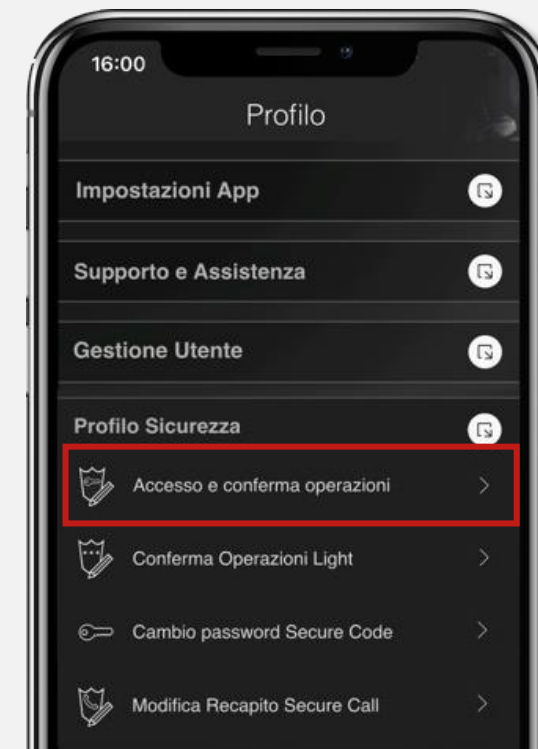 16:00
Profilo
Impostazioni App
Supporto e Assistenza
Gestione Utente
Profilo Sicurezza
Accesso e conferma operazioni
Conferma Operazioni Light
Cambio password Secure Code
Modifica Recapito Secure Call